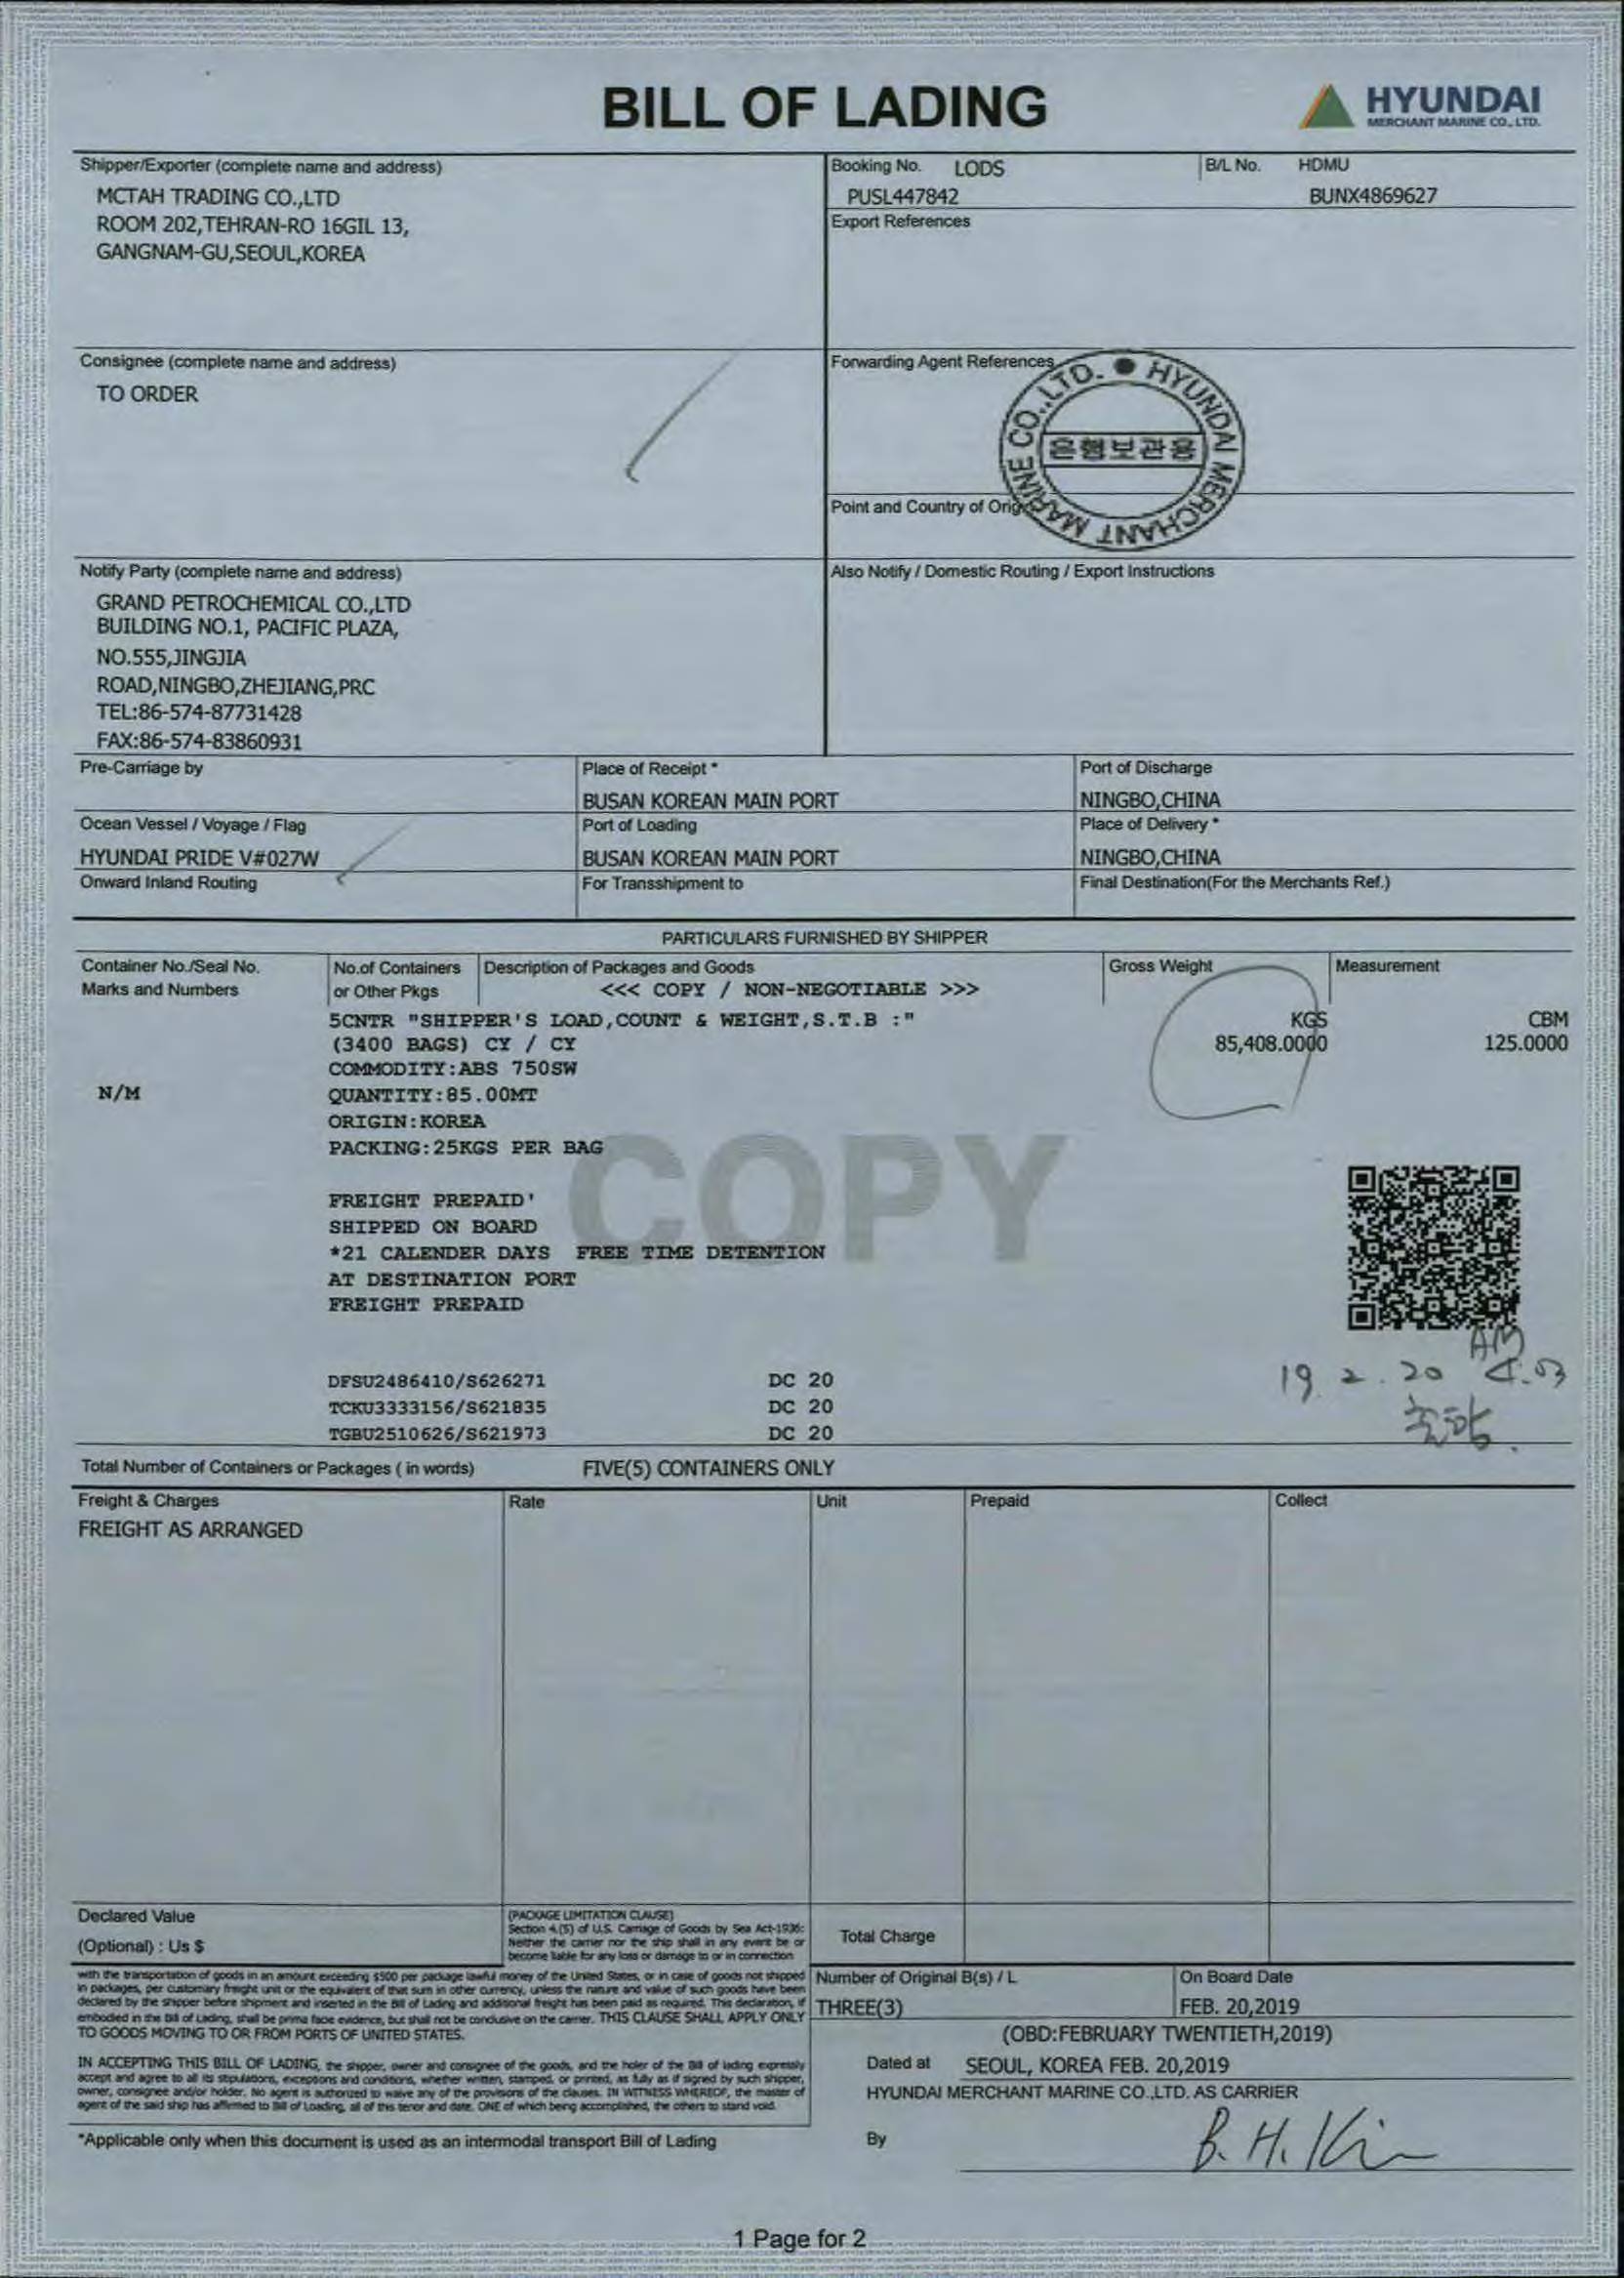 BILL OF LADING
HYUNDAI
MERCHANT MARINE CO., LTD.
Shipper/Exporter (complete name and address)
MCTAH TRADING CO.,LTD
ROOM 202,TEHRAN-RO 16GIL 13,
GANGNAM-GU,SEOUL,KOREA
Booking No. LODS
PUSL447842
B/L No. HDMU
BUNX4869627
Export References
Consignee (complete name and address)
TO ORDER
Forwarding Agent References
HYUNDAI MERCHANT MARINE CO.,LTD.
은행보관용
Point and Country of Origin
Notify Party (complete name and address)
GRAND PETROCHEMICAL CO.,LTD
BUILDING NO.1, PACIFIC PLAZA,
NO.555,JINGJIA
ROAD,NINGBO,ZHEJIANG,PRC
TEL:86-574-87731428
FAX:86-574-83860931
Also Notify / Domestic Routing / Export Instructions
Pre-Carriage by
Place of Receipt *
BUSAN KOREAN MAIN PORT
Port of Discharge
NINGBO,CHINA
Ocean Vessel / Voyage / Flag
HYUNDAI PRIDE V#027W
Port of Loading
BUSAN KOREAN MAIN PORT
Place of Delivery *
NINGBO,CHINA
Onward Inland Routing
For Transshipment to
Final Destination(For the Merchants Ref.)
PARTICULARS FURNISHED BY SHIPPER
Container No./Seal No.
Marks and Numbers
No.of Containers
or Other Pkgs
Description of Packages and Goods
<<< COPY / NON-NEGOTIABLE >>>
Gross Weight
Measurement
5CNTR "SHIPPER'S LOAD,COUNT & WEIGHT,S.T.B :"
KGS
CBM
(3400 BAGS) CY / CY
85,408.0000
125.0000
COMMODITY:ABS 750SW
N/M
QUANTITY:85.00MT
ORIGIN:KOREA
PACKING:25KGS PER BAG
COPY
FREIGHT PREPAID'
SHIPPED ON BOARD
*21 CALENDER DAYS FREE TIME DETENTION
AT DESTINATION PORT
FREIGHT PREPAID
AM
19. 2. 20 4:53
DFSU2486410/S626271 DC 20
TCKU3333156/S621835 DC 20
TGBU2510626/S621973 DC 20
출항.
Total Number of Containers or Packages ( in words) FIVE(5) CONTAINERS ONLY
Freight & Charges
Rate
Unit
Prepaid
Collect
FREIGHT AS ARRANGED
Declared Value
(Optional) : Us $
(PACKAGE LIMITATION CLAUSE)
Section 4.(5) of U.S. Carriage of Goods by Sea Act-1936:
Neither the carrier nor the ship shall in any event be or
become liable for any loss or damage to or in connection
Total Charge
with the transportation of goods in an amount exceeding $500 per package lawful money of the United States, or in case of goods not shipped
in packages, per customary freight unit or the equivalent of that sum in other currency, unless the nature and value of such goods have been
declared by the shipper before shipment and inserted in the Bill of Lading and additional freight has been paid as required. This declaration, if
embodied in the Bill of Lading, shall be prima facie evidence, but shall not be conclusive on the carrier. THIS CLAUSE SHALL APPLY ONLY
TO GOODS MOVING TO OR FROM PORTS OF UNITED STATES.
Number of Original B(s) / L
THREE(3)
On Board Date
FEB. 20,2019
(OBD:FEBRUARY TWENTIETH,2019)
IN ACCEPTING THIS BILL OF LADING, the shipper, owner and consignee of the goods, and the holer of the Bill of lading expressly
accept and agree to all its stipulations, exceptions and conditions, whether written, stamped, or printed, as fully as if signed by such shipper,
owner, consignee and/or holder. No agent is authorized to waive any of the provisions of the clauses. IN WITNESS WHEREOF, the master of
agent of the said ship has affirmed to Bill of Loading, all of this tenor and date, ONE of which being accomplished, the others to stand void.
Dated at SEOUL, KOREA FEB. 20,2019
HYUNDAI MERCHANT MARINE CO.,LTD. AS CARRIER
*Applicable only when this document is used as an intermodal transport Bill of Lading
By B. H. Kim
1 Page for 2